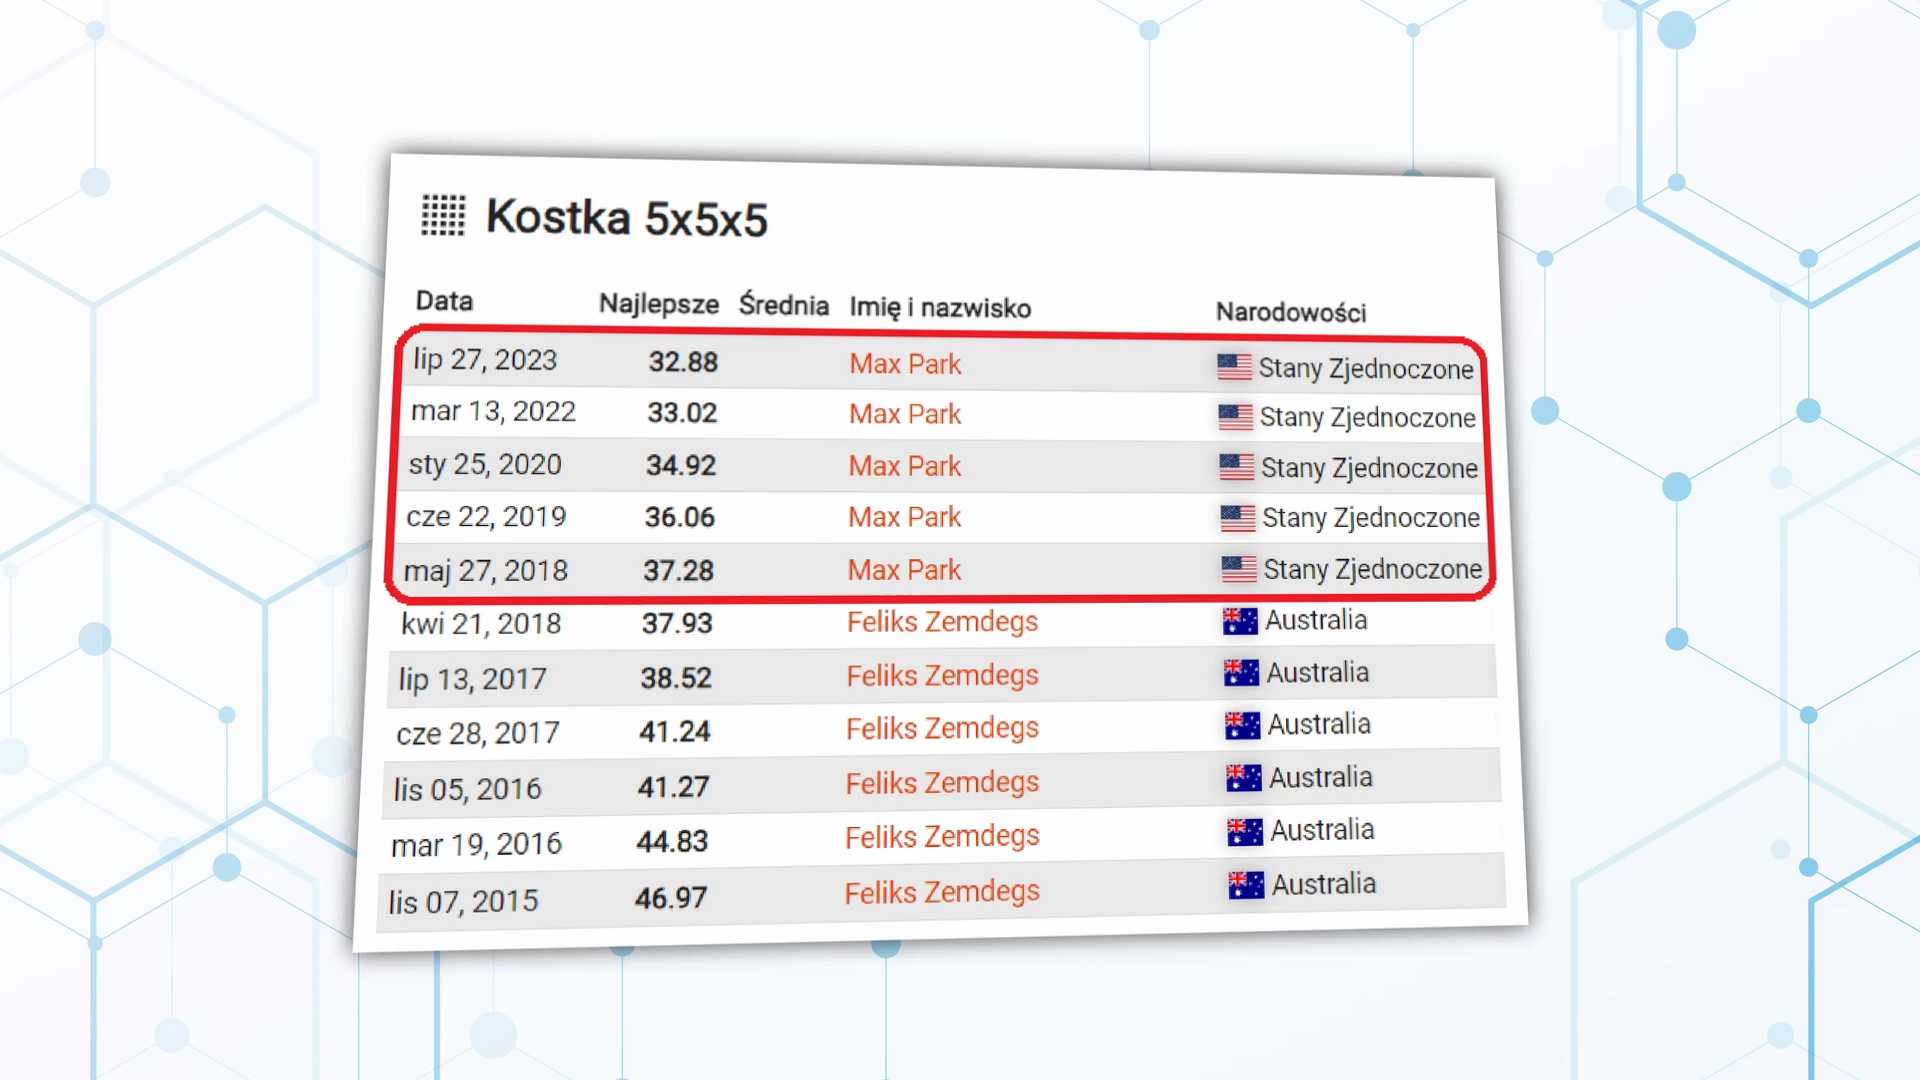 Kostka 5x5x5
Data Najlepsze Średnia Imię i nazwisko Narodowości
lip 27, 2023 32.88 Max Park Stany Zjednoczone
mar 13, 2022 33.02 Max Park Stany Zjednoczone
sty 25, 2020 34.92 Max Park Stany Zjednoczone
cze 22, 2019 36.06 Max Park Stany Zjednoczone
maj 27, 2018 37.28 Max Park Stany Zjednoczone
kwi 21, 2018 37.93 Feliks Zemdegs Australia
lip 13, 2017 38.52 Feliks Zemdegs Australia
cze 28, 2017 41.24 Feliks Zemdegs Australia
lis 05, 2016 41.27 Feliks Zemdegs Australia
mar 19, 2016 44.83 Feliks Zemdegs Australia
lis 07, 2015 46.97 Feliks Zemdegs Australia